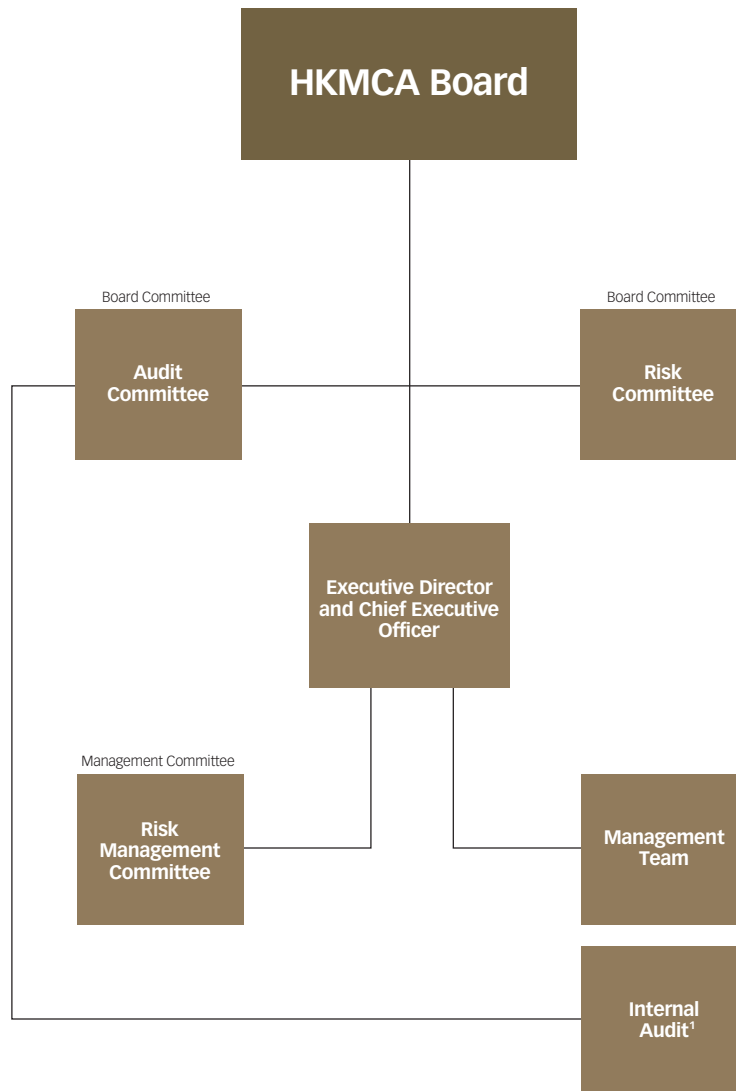 HKMCA Board
Board Committee
Audit
Committee
Board Committee
Risk
Committee
Executive Director
and Chief Executive
Officer
Management Committee
Risk
Management
Committee
Management
Team
Internal
Audit¹